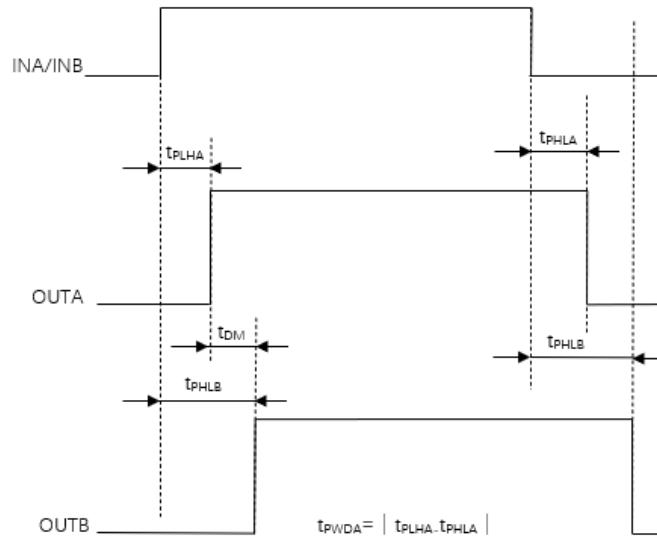 INA/INB
tPLHA
tPHLA
OUTA
tDM
tPHLB
tPHLB
OUTB
tPWDA= | tPLHA-tPHLA |